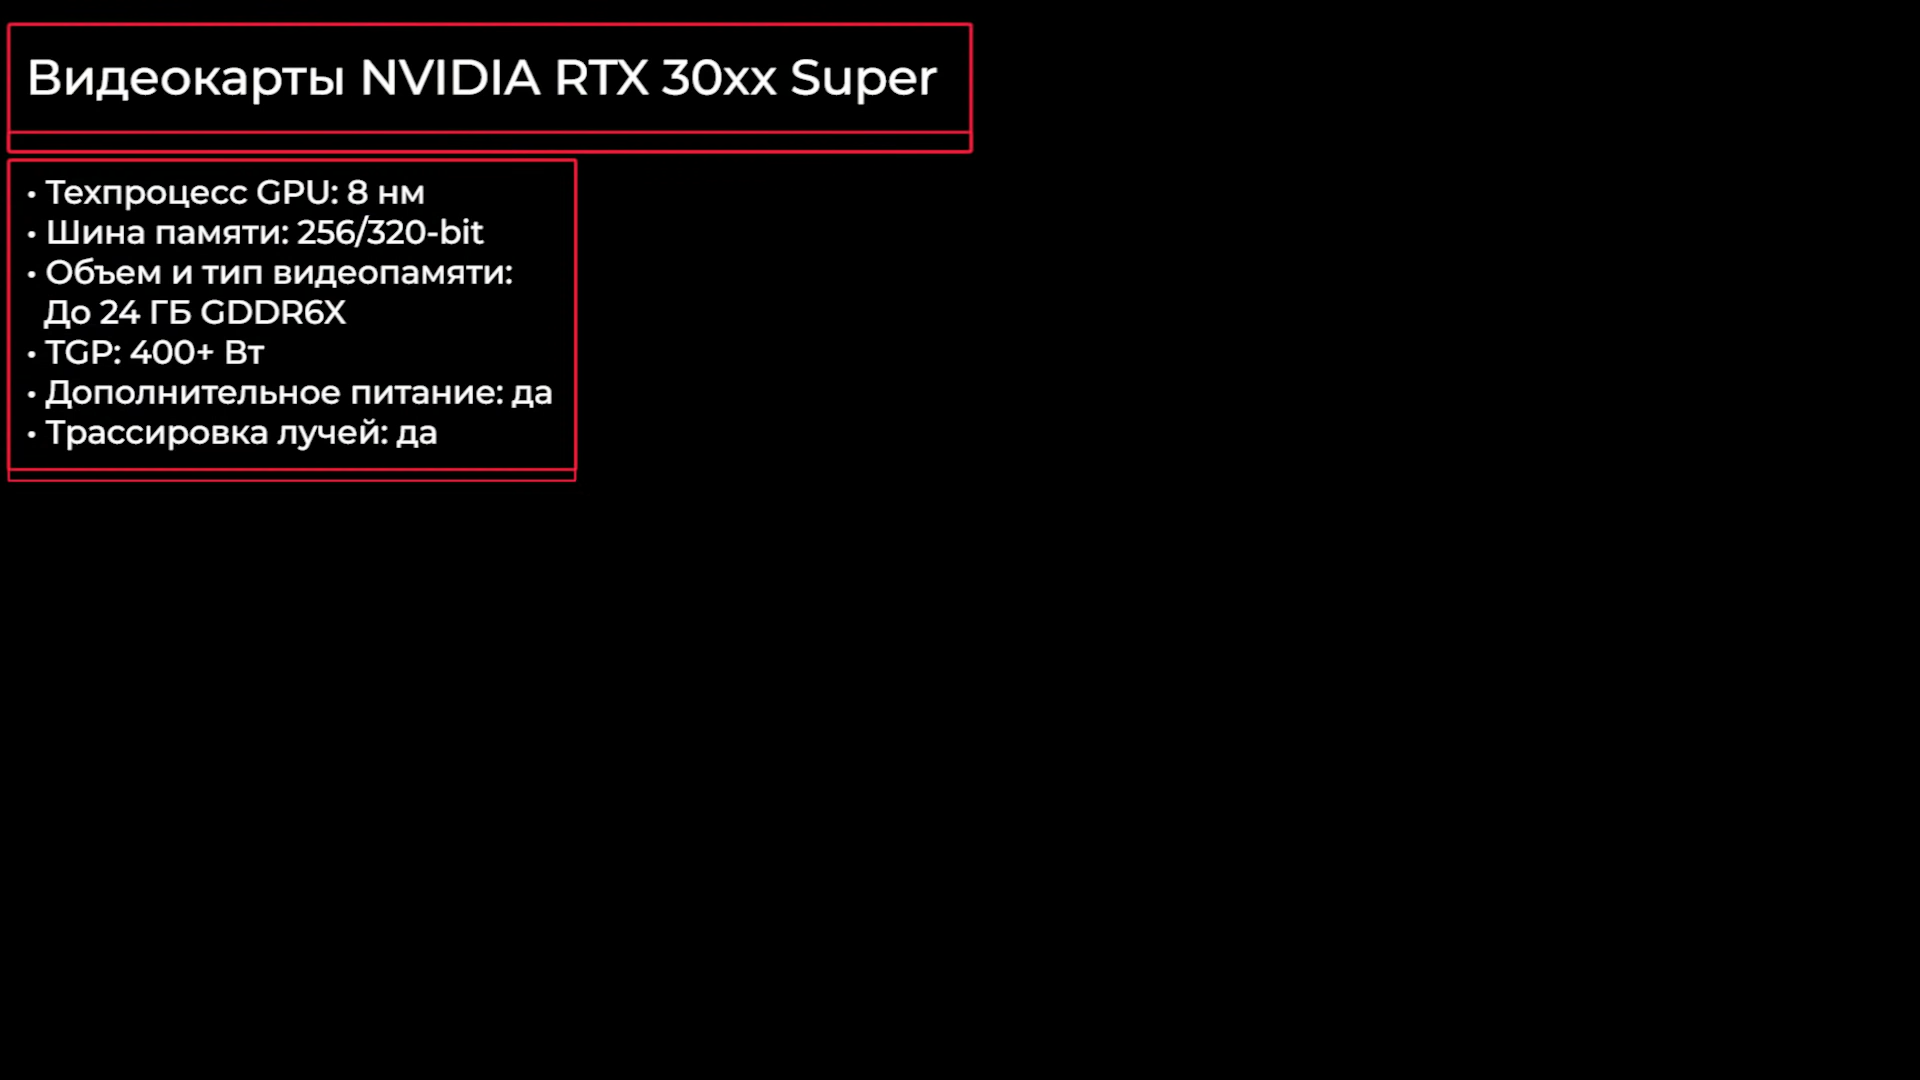 Видеокарты NVIDIA RTX 30xx Super
• Техпроцесс GPU: 8 нм
• Шина памяти: 256/320-bit
• Объем и тип видеопамяти:
До 24 ГБ GDDR6X
• TGP: 400+ Вт
• Дополнительное питание: да
• Трассировка лучей: да